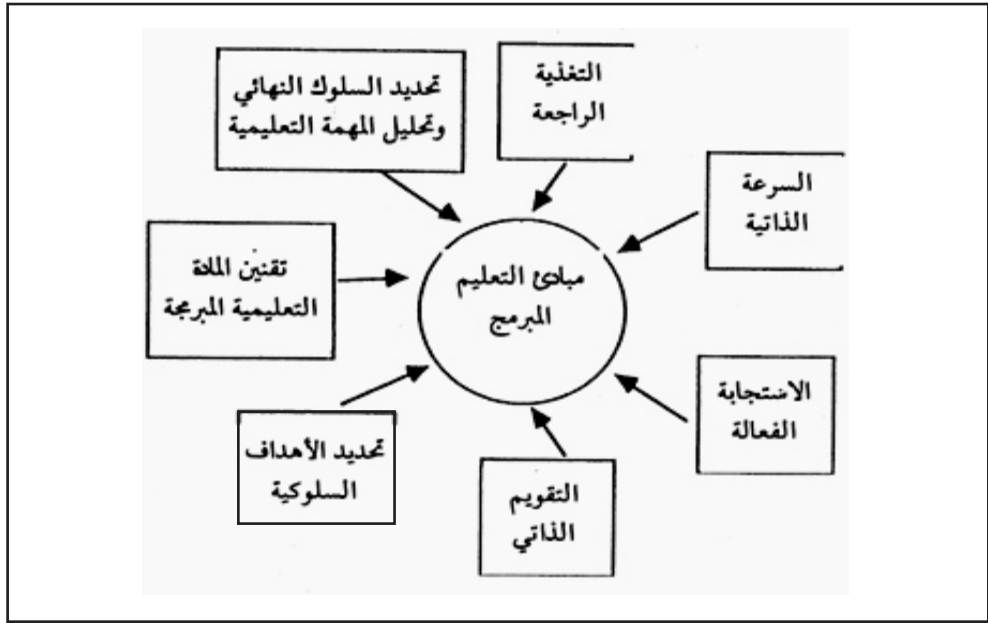 تحديد السلوك النهائي
وتحليل المهمة التعليمية
التغذية
الراجعة
السرعة
الذاتية
تقنين المادة
التعليمية المبرمجة
مبادئ التعليم
المبرمج
الاستجابة
الفعالة
تحديد الأهداف
السلوكية
التقويم
الذاتي